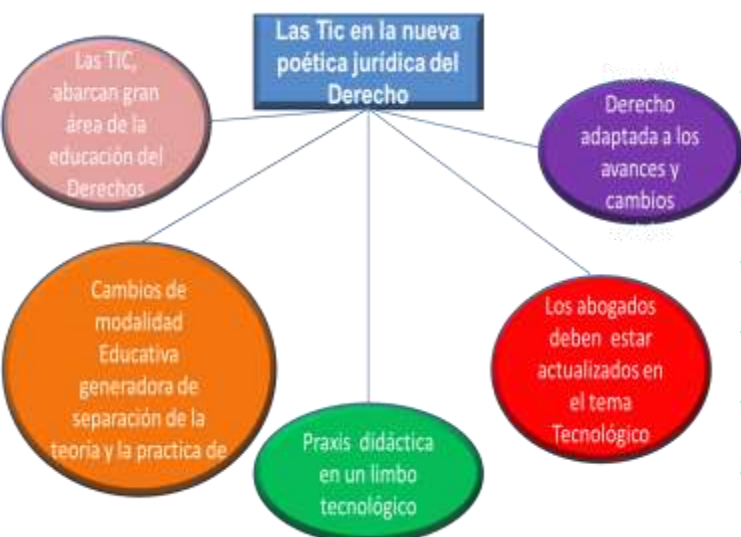 Las Tic en la nueva
poética jurídica del
Derecho
Las TIC,
abarcan gran
área de la
educación del
Derechos
Derecho
adaptada a los
avances y
cambios
Cambios de
modalidad
Educativa
generadora de
separación de la
teoría y la practica de
Los abogados
deben estar
actualizados en
el tema
Tecnológico
Praxis didáctica
en un limbo
tecnológico